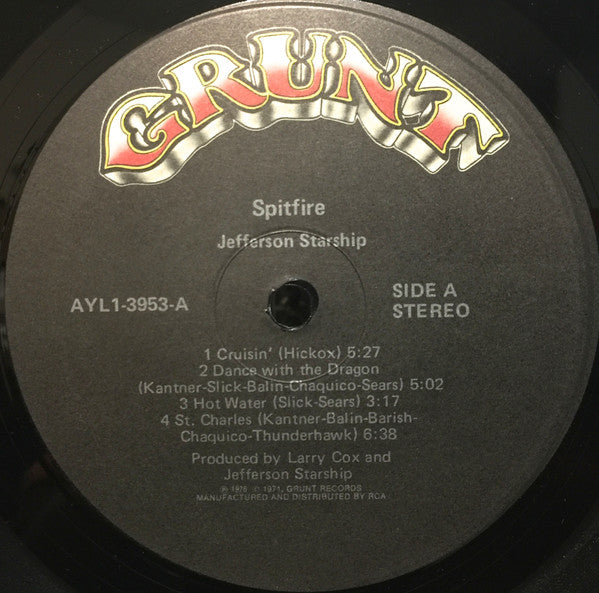 GRUNT
Spitfire
Jefferson Starship
AYL1-3953-A
SIDE A
STEREO
1 Cruisin' (Hickox) 5:27
2 Dance with the Dragon
(Kantner-Slick-Balin-Chaquico-Sears) 5:02
3 Hot Water (Slick-Sears) 3:17
4 St. Charles (Kantner-Balin-Barish-
Chaquico-Thunderhawk) 6:38
Produced by Larry Cox and
Jefferson Starship
℗ 1976 © 1971, GRUNT RECORDS
MANUFACTURED AND DISTRIBUTED BY RCA